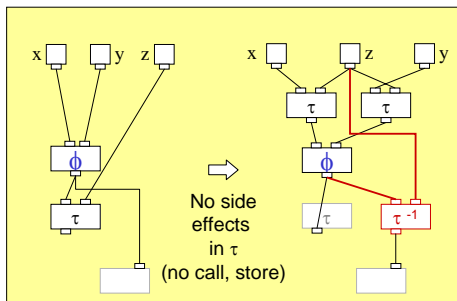 x y z x z y
τ τ
ϕ ϕ
τ No side τ τ -1
effects
in τ
(no call, store)